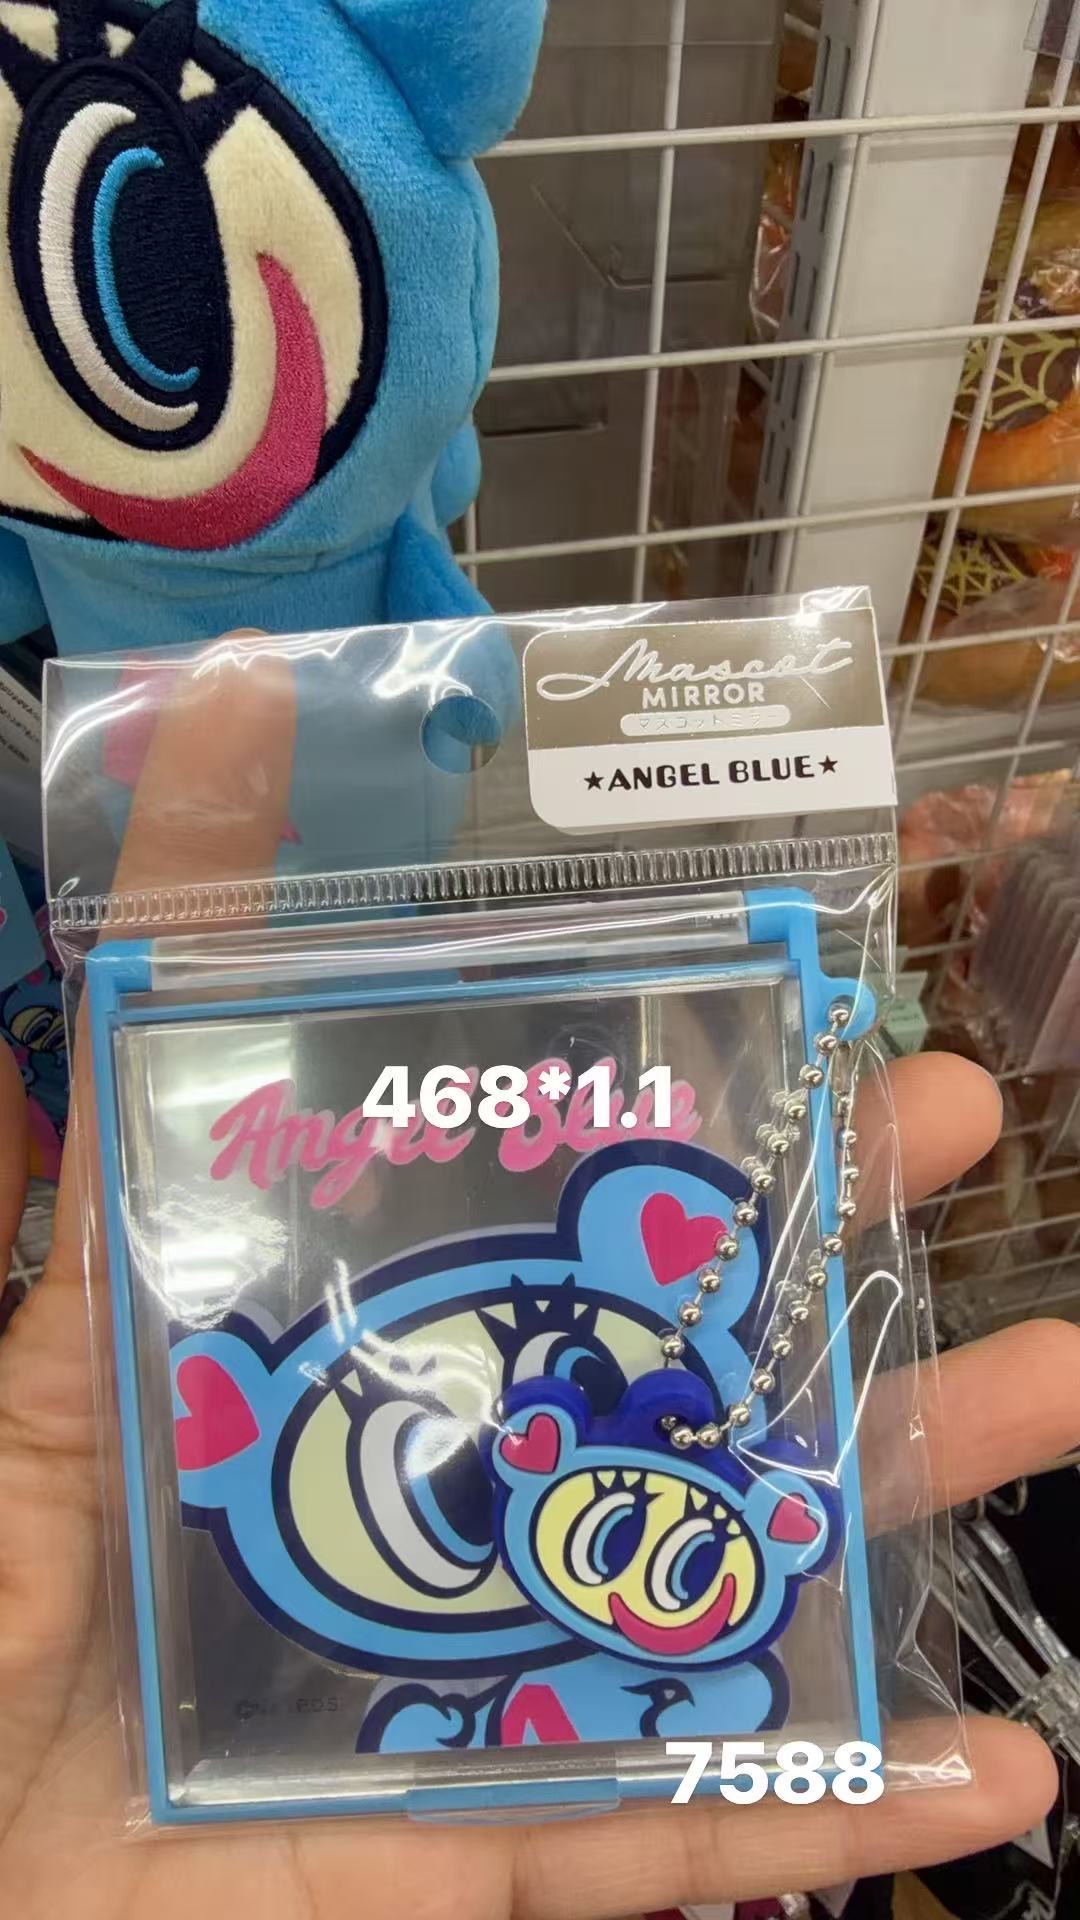 Mascot
MIRROR
マスコットミラー
★ANGEL BLUE★
468*1.1
Angel Blue
7588